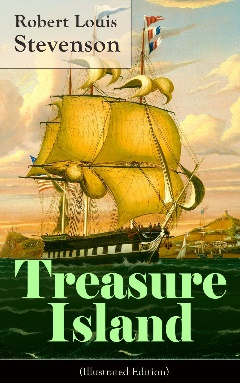 Robert Louis
Stevenson
Treasure
Island
(Illustrated Edition)